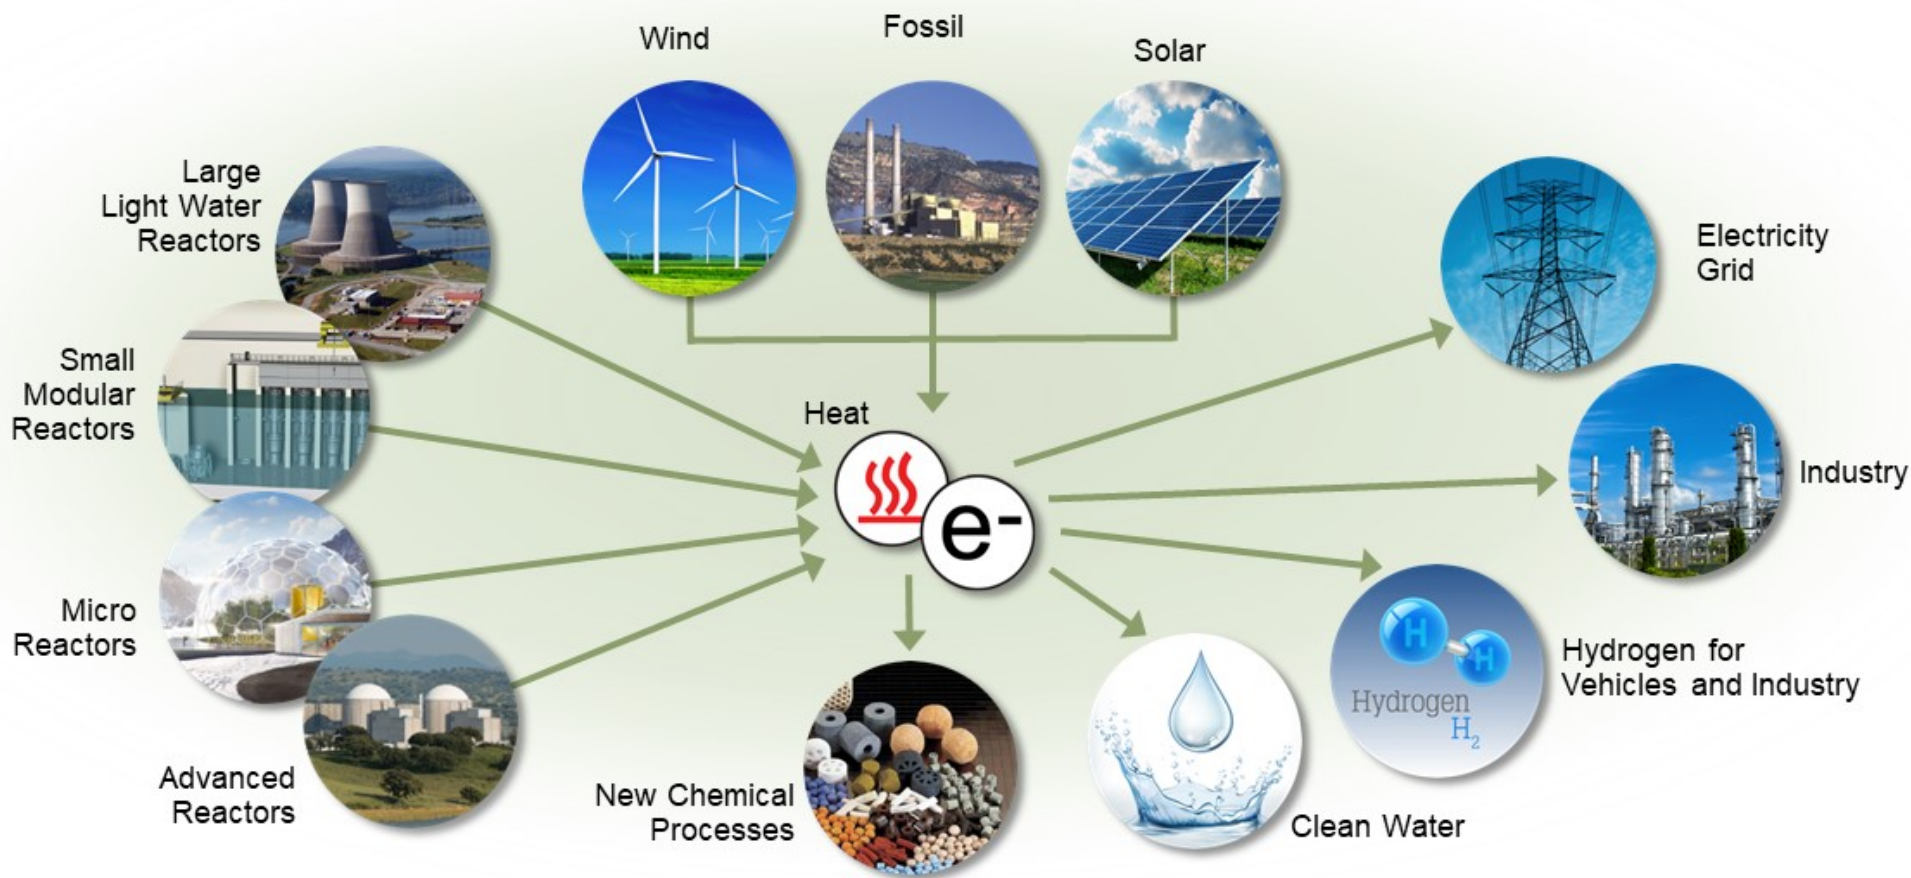 Wind
Fossil
Solar
Large
Light Water
Reactors
Small
Modular
Reactors
Micro
Reactors
Advanced
Reactors
Heat
e-
Electricity
Grid
Industry
H H
Hydrogen
H2
Hydrogen for
Vehicles and Industry
Clean Water
New Chemical
Processes